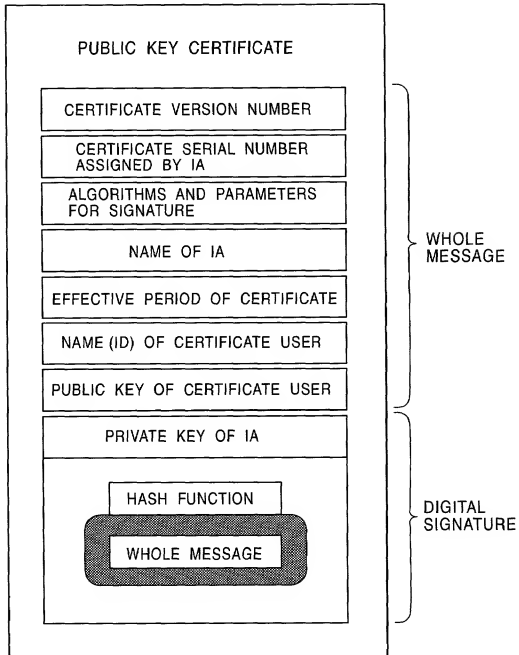 PUBLIC KEY CERTIFICATE
CERTIFICATE VERSION NUMBER
CERTIFICATE SERIAL NUMBER
ASSIGNED BY IA
ALGORITHMS AND PARAMETERS
FOR SIGNATURE
NAME OF IA
EFFECTIVE PERIOD OF CERTIFICATE
NAME (ID) OF CERTIFICATE USER
PUBLIC KEY OF CERTIFICATE USER
WHOLE
MESSAGE
PRIVATE KEY OF IA
HASH FUNCTION
WHOLE MESSAGE
DIGITAL
SIGNATURE